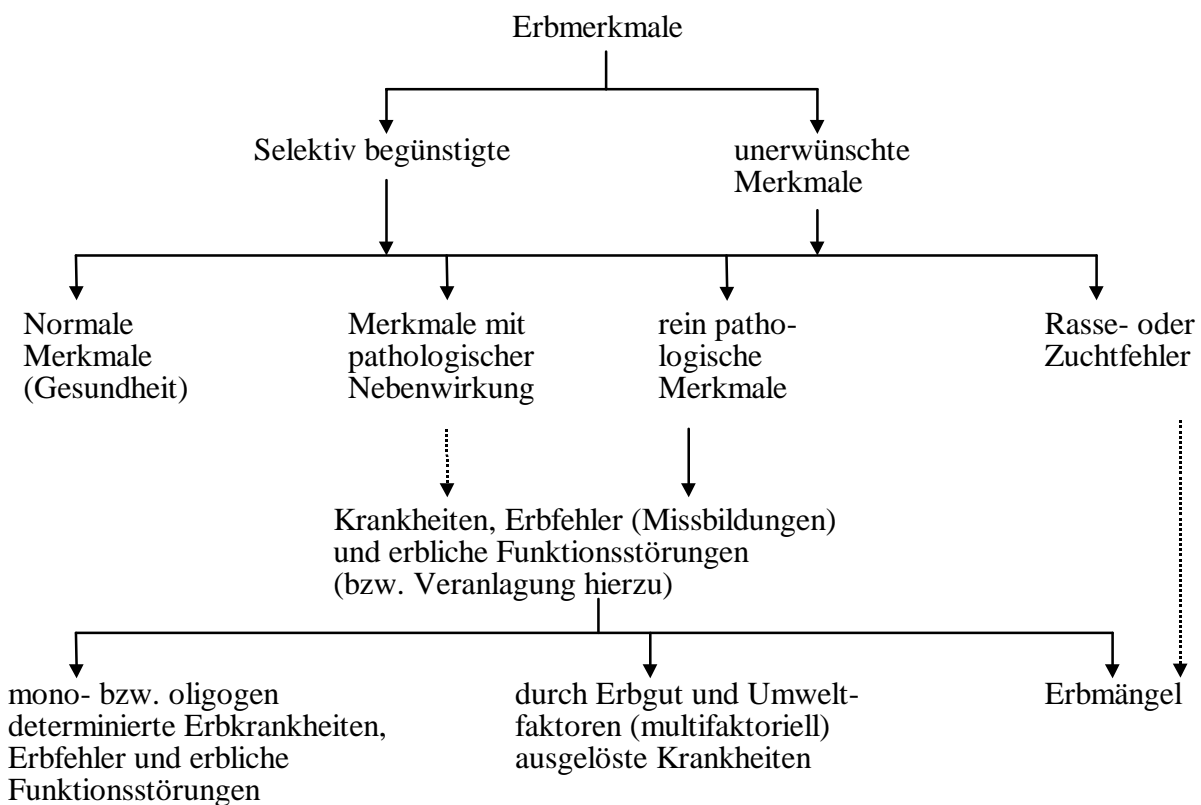 Erbmerkmale
Selektiv begünstigte
unerwünschte
Merkmale
Normale
Merkmale
(Gesundheit)
Merkmale mit
pathologischer
Nebenwirkung
rein patho-
logische
Merkmale
Rasse- oder
Zuchtfehler
Krankheiten, Erbfehler (Missbildungen)
und erbliche Funktionsstörungen
(bzw. Veranlagung hierzu)
mono- bzw. oligogen
determinierte Erbkrankheiten,
Erbfehler und erbliche
Funktionsstörungen
durch Erbgut und Umwelt-
faktoren (multifaktoriell)
ausgelöste Krankheiten
Erbmängel